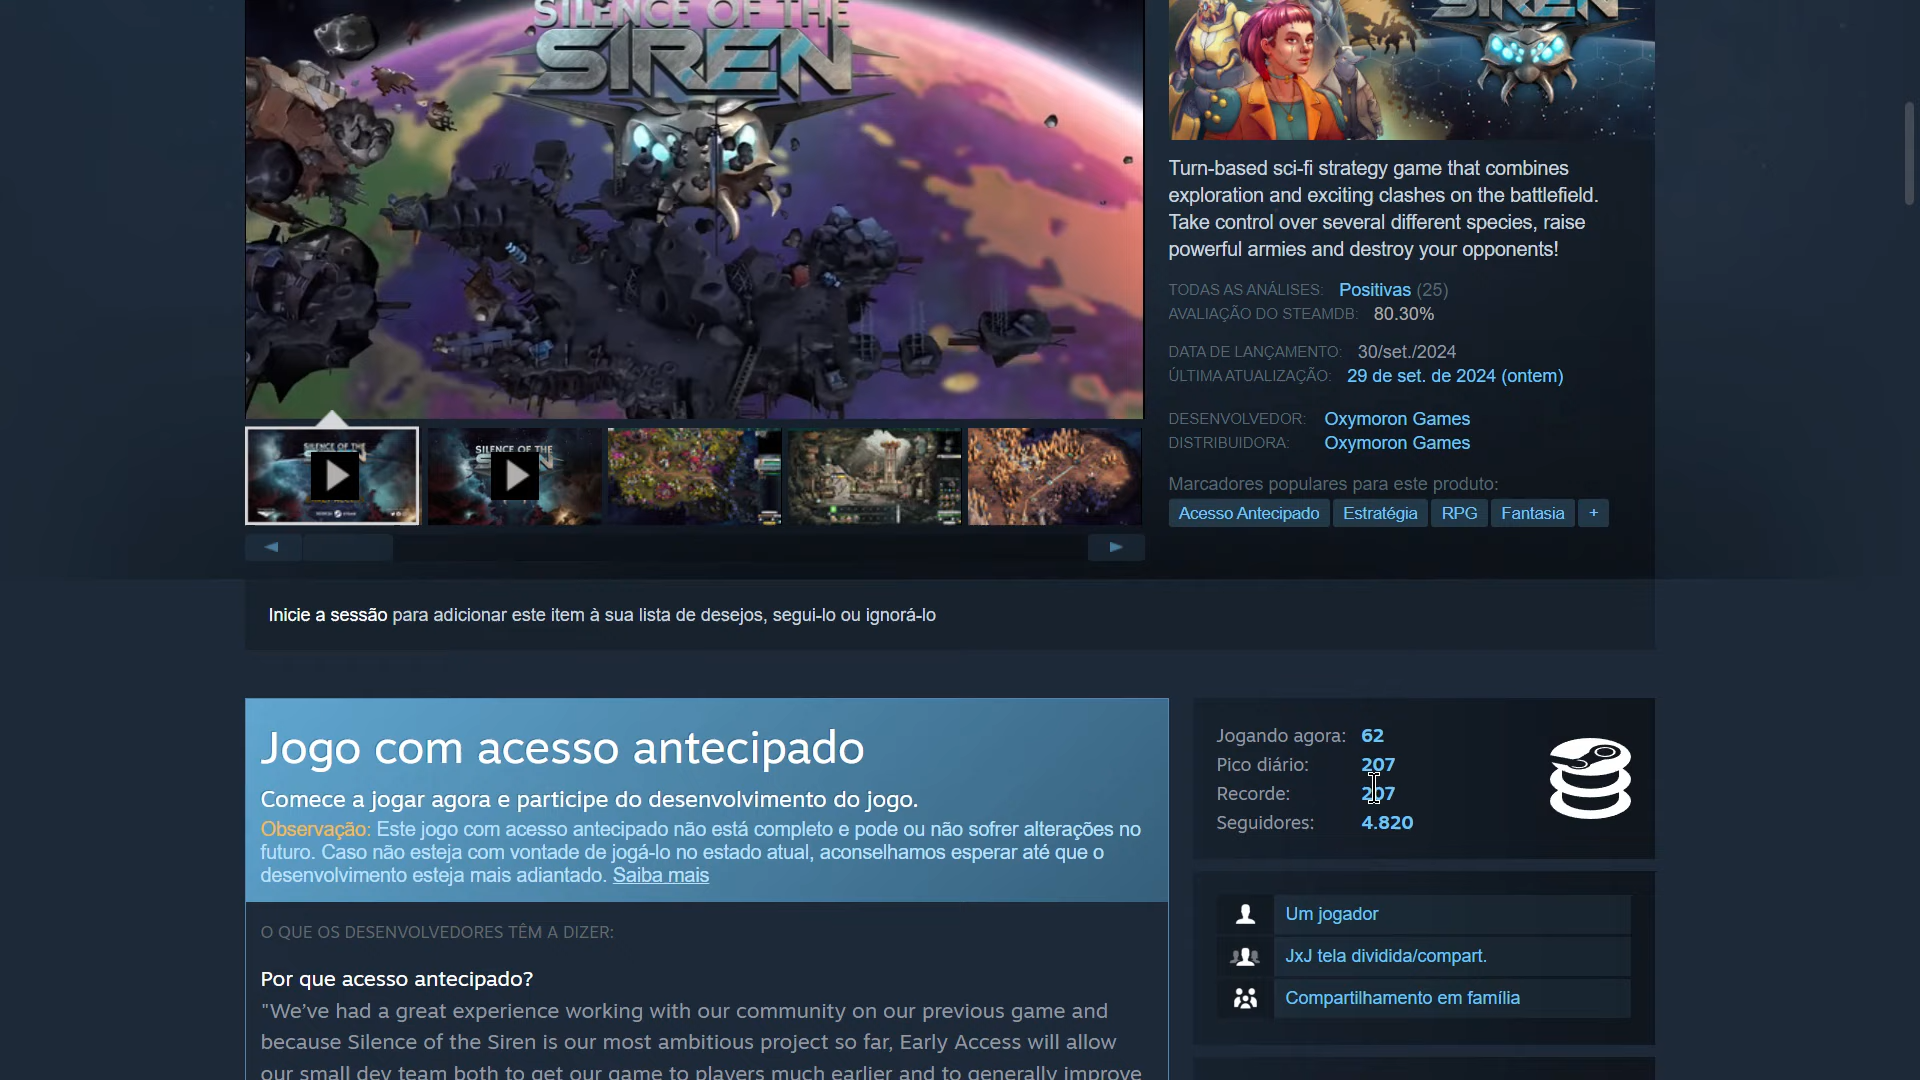 SILENCE OF THE
SIREN
SIREN
Turn-based sci-fi strategy game that combines
exploration and exciting clashes on the battlefield.
Take control over several different species, raise
powerful armies and destroy your opponents!
TODAS AS ANÁLISES: Positivas (25)
AVALIAÇÃO DO STEAMDB: 80.30%
DATA DE LANÇAMENTO: 30/set./2024
ÚLTIMA ATUALIZAÇÃO: 29 de set. de 2024 (ontem)
DESENVOLVEDOR: Oxymoron Games
DISTRIBUIDORA: Oxymoron Games
Marcadores populares para este produto:
Acesso Antecipado Estratégia RPG Fantasia +
SILENCE OF THE
SILENCE OF THE
Inicie a sessão para adicionar este item à sua lista de desejos, segui-lo ou ignorá-lo
Jogo com acesso antecipado
Comece a jogar agora e participe do desenvolvimento do jogo.
Observação: Este jogo com acesso antecipado não está completo e pode ou não sofrer alterações no
futuro. Caso não esteja com vontade de jogá-lo no estado atual, aconselhamos esperar até que o
desenvolvimento esteja mais adiantado. Saiba mais
O QUE OS DESENVOLVEDORES TÊM A DIZER:
Por que acesso antecipado?
"We've had a great experience working with our community on our previous game and
because Silence of the Siren is our most ambitious project so far, Early Access will allow
our small dev team both to get our game to players much earlier and to generally improve
Jogando agora: 62
Pico diário: 207
Recorde: 207
Seguidores: 4.820
Um jogador
JxJ tela dividida/compart.
Compartilhamento em família